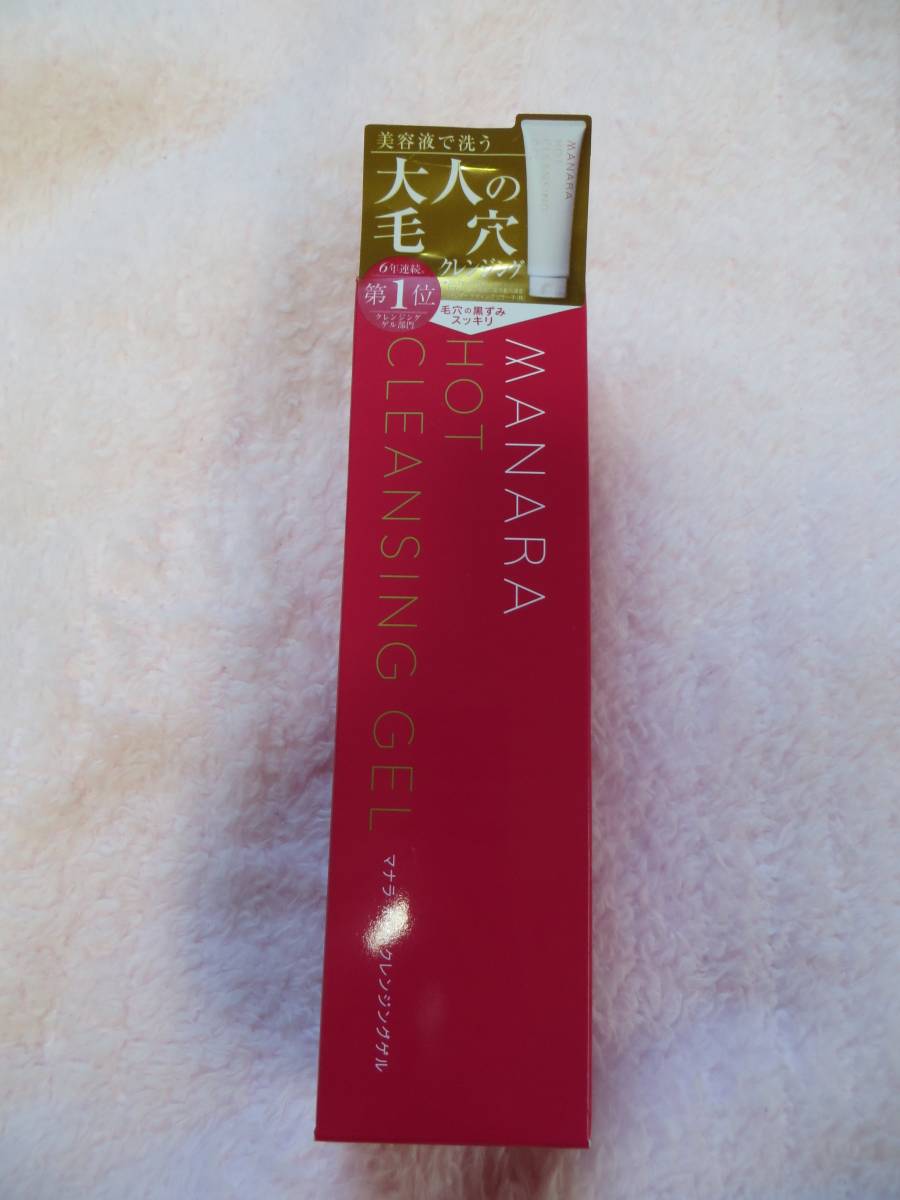 美容液で洗う
大人の
毛穴
クレンジング
6年連続
第1位
クレンジング
ゲル部門
毛穴の黒ずみ
スッキリ
MANARA
MANARA
HOT
CLEANSING GEL
マナラ
クレンジングゲル